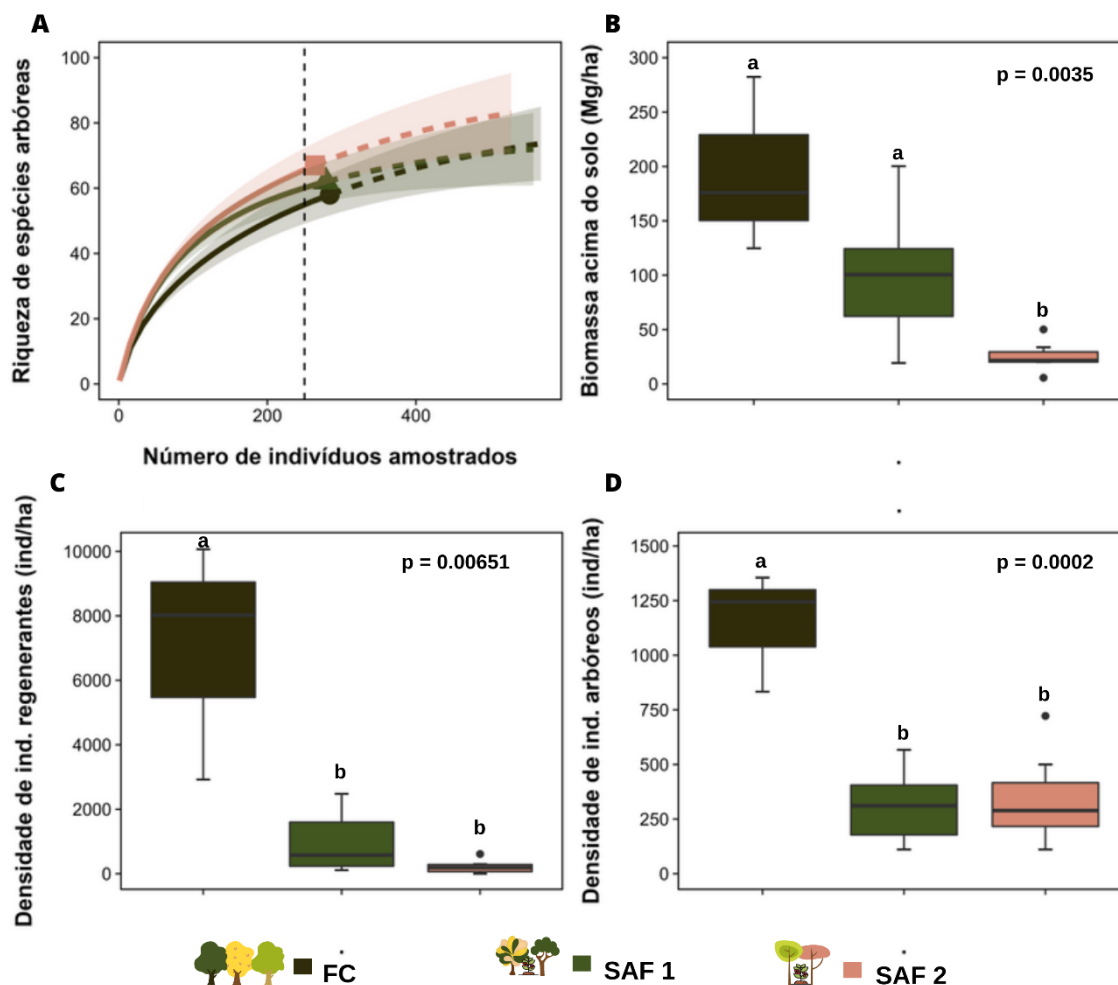 A
Riqueza de espécies arbóreas
100
80
60
40
20
0
0 200 400
Número de indivíduos amostrados
B
Biomassa acima do solo (Mg/ha)
300
250
200
150
100
50
0
a
a
b
p = 0.0035
C
Densidade de ind. regenerantes (ind/ha)
10000
8000
6000
4000
2000
0
a
b
b
p = 0.00651
D
Densidade de ind. arbóreos (ind/ha)
1500
1250
1000
750
500
250
0
a
b
b
p = 0.0002
FC SAF 1 SAF 2